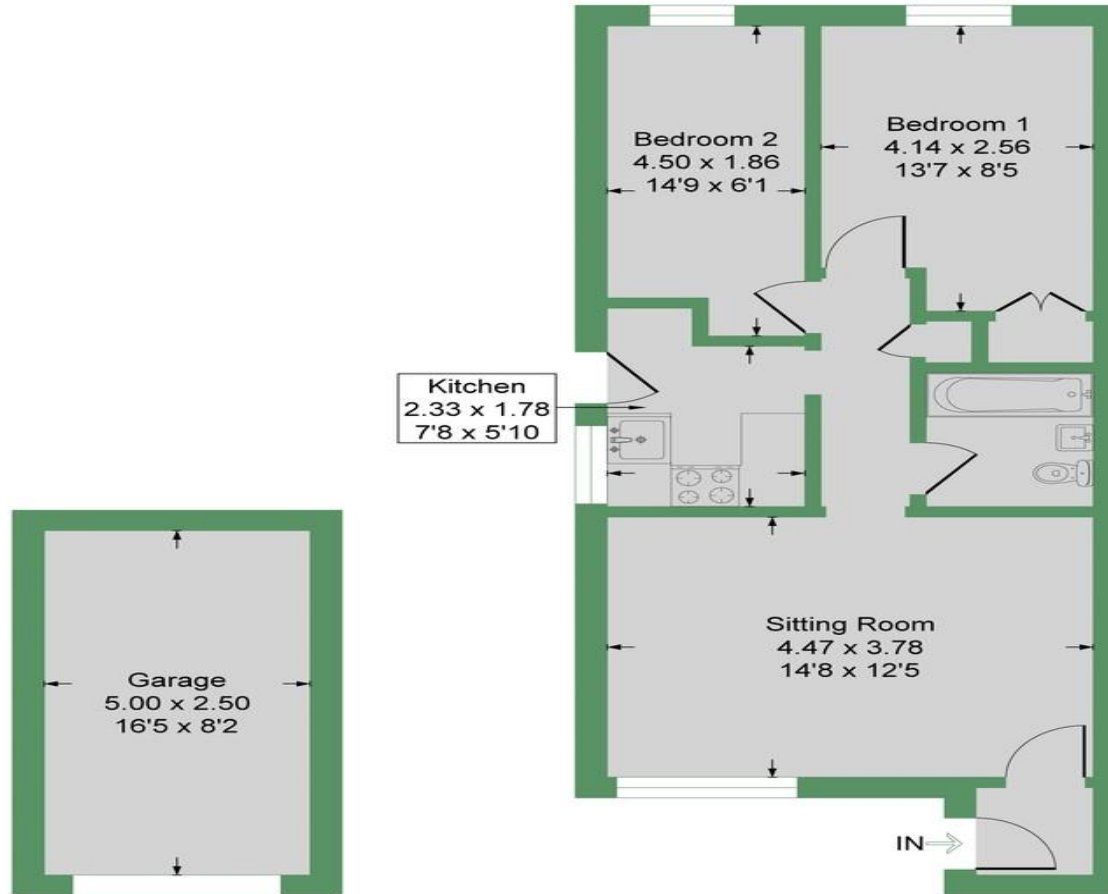 Bedroom 2
4.50 x 1.86
14'9 x 6'1
Bedroom 1
4.14 x 2.56
13'7 x 8'5
Kitchen
2.33 x 1.78
7'8 x 5'10
Sitting Room
4.47 x 3.78
14'8 x 12'5
Garage
5.00 x 2.50
16'5 x 8'2
IN